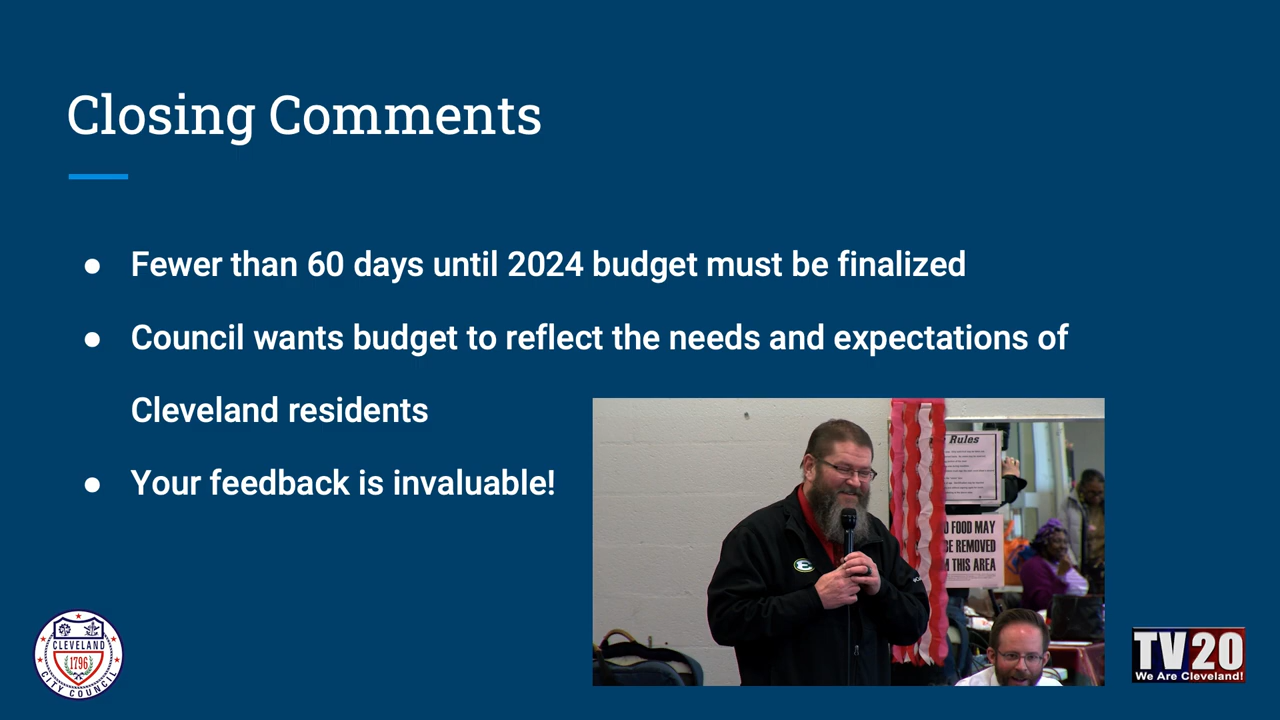 Closing Comments
● Fewer than 60 days until 2024 budget must be finalized
● Council wants budget to reflect the needs and expectations of
Cleveland residents
● Your feedback is invaluable!
Rules
FOOD MAY
BE REMOVED
THIS AREA
E
CLEVELAND
1796
CITY COUNCIL
TV20
We Are Cleveland!